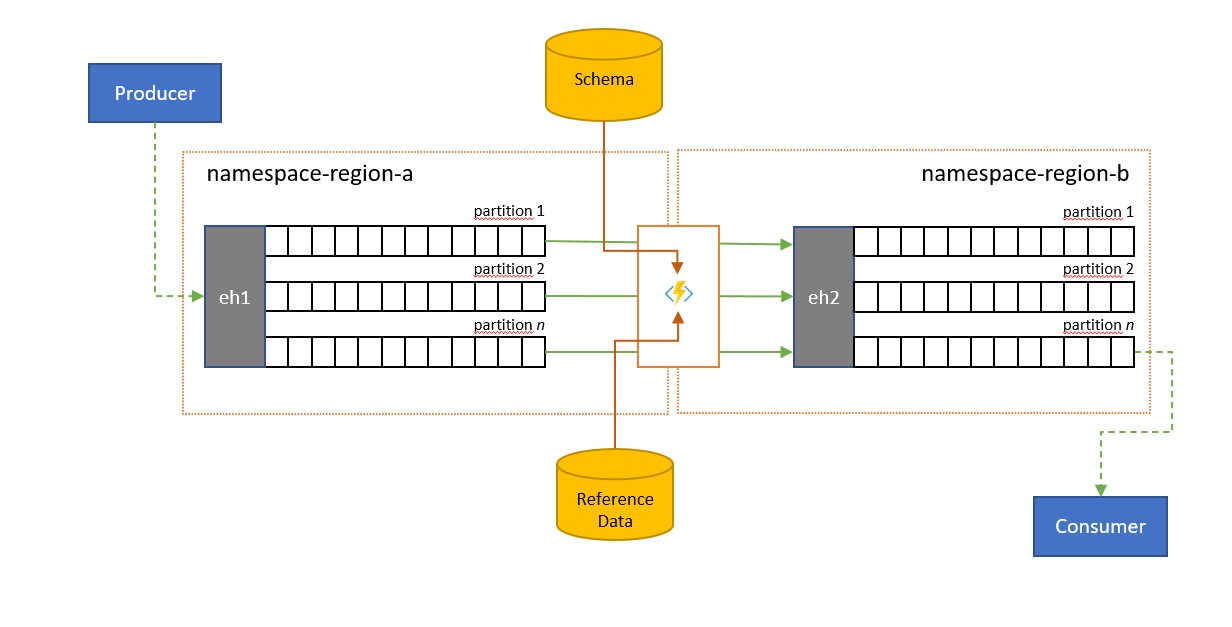 Schema
Producer
namespace-region-a
namespace-region-b
partition 1
partition 1
partition 2
partition 2
eh1
eh2
partition n
partition n
Reference
Data
Consumer